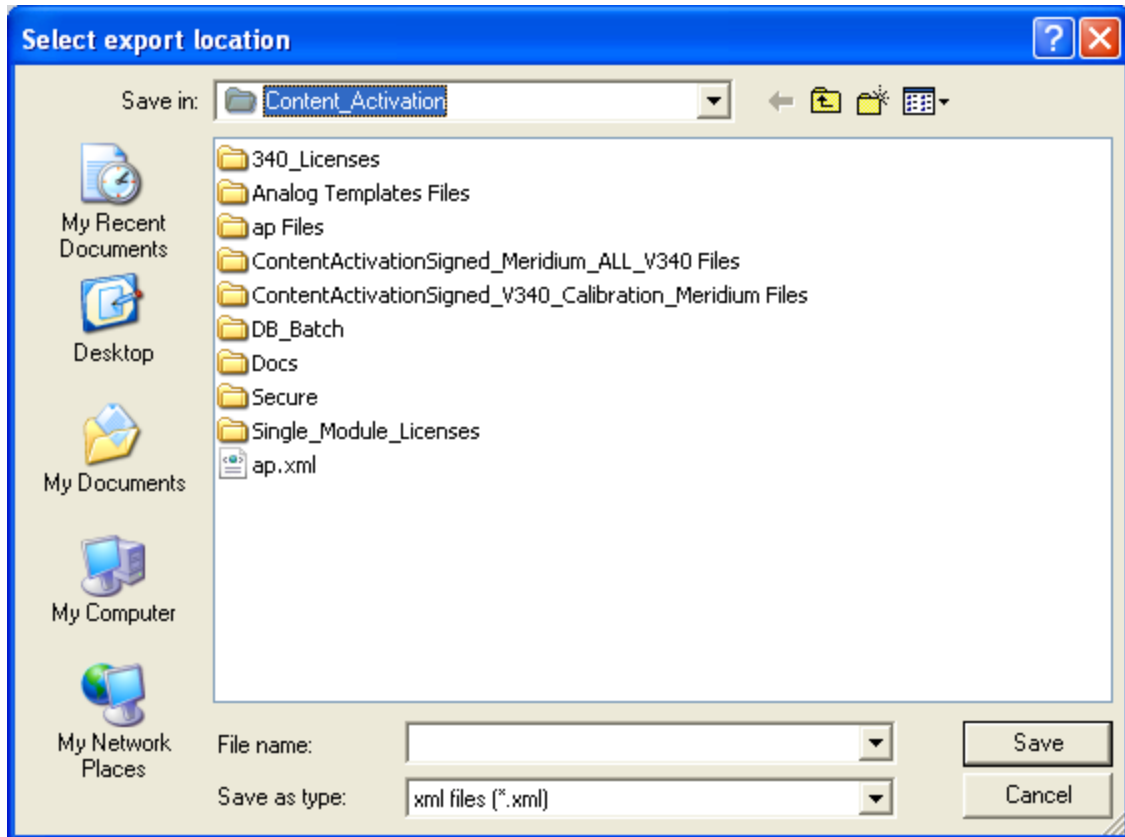 Select export location
Save in: Content_Activation
My Recent
Documents
Desktop
My Documents
My Computer
My Network
Places
340_Licenses
Analog Templates Files
ap Files
ContentActivationSigned_Meridium_ALL_V340 Files
ContentActivationSigned_V340_Calibration_Meridium Files
DB_Batch
Docs
Secure
Single_Module_Licenses
ap.xml
File name:
Save
Save as type: xml files (*.xml)
Cancel